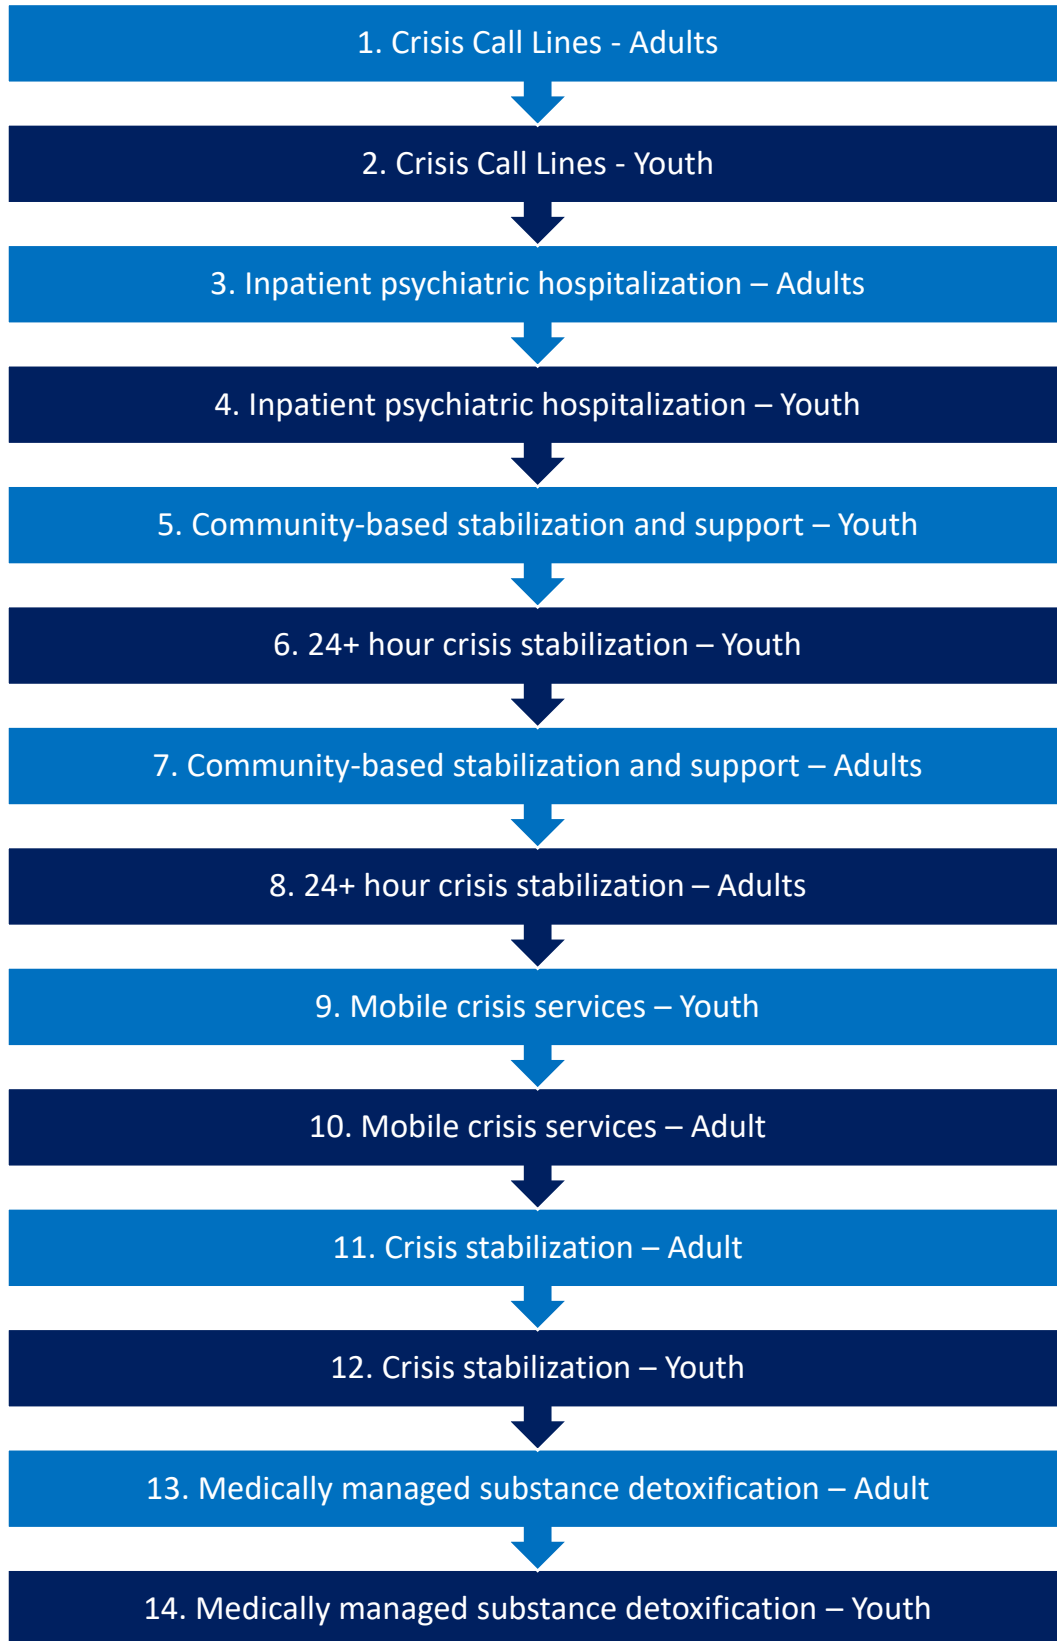 1. Crisis Call Lines - Adults
2. Crisis Call Lines - Youth
3. Inpatient psychiatric hospitalization – Adults
4. Inpatient psychiatric hospitalization – Youth
5. Community-based stabilization and support – Youth
6. 24+ hour crisis stabilization – Youth
7. Community-based stabilization and support – Adults
8. 24+ hour crisis stabilization – Adults
9. Mobile crisis services – Youth
10. Mobile crisis services – Adult
11. Crisis stabilization – Adult
12. Crisis stabilization – Youth
13. Medically managed substance detoxification – Adult
14. Medically managed substance detoxification – Youth